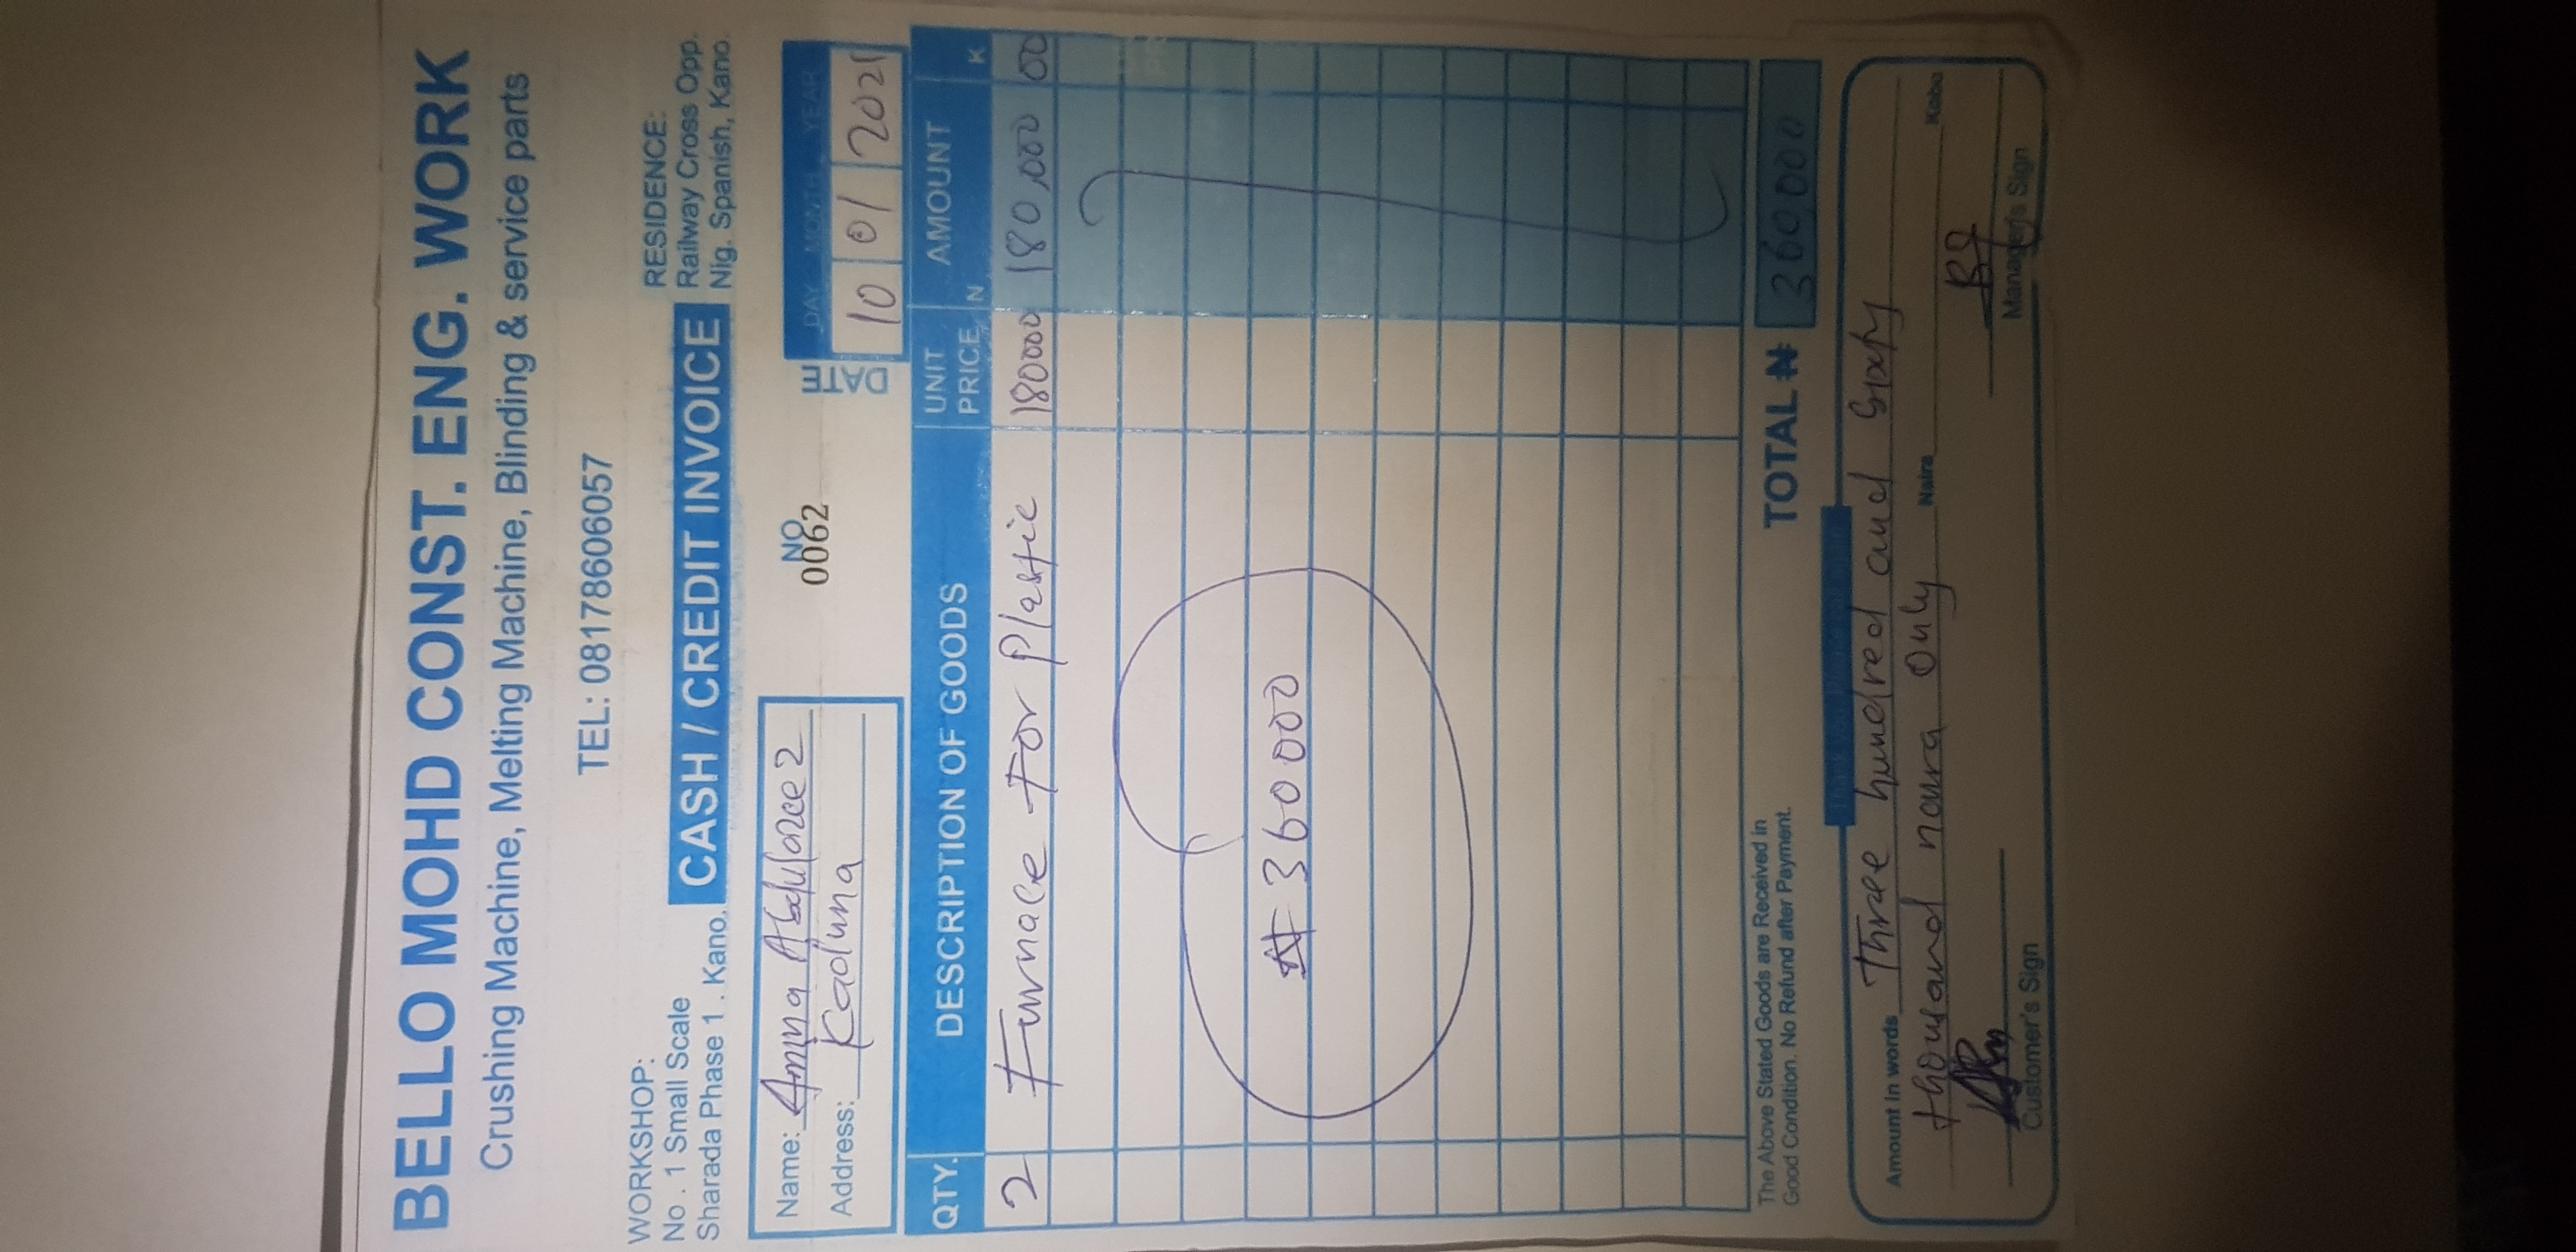 BELLO MOHD CONST. ENG. WORK
Crushing Machine, Melting Machine, Blinding & service parts
TEL: 08178606057
WORKSHOP:
No . 1 Small Scale
Sharada Phase 1 . Kano.
CASH / CREDIT INVOICE
RESIDENCE:
Railway Cross Opp.
Nig. Spanish, Kano.
Name: Amina
Address: Kaduna
NO
0062
DATE
DAY MONTH YEAR
10 01 2021
QTY. DESCRIPTION OF GOODS UNIT PRICE AMOUNT
N K
2 Furnace For Plastic 180000 180,000 00
₦360000
The Above Stated Goods are Received in
Good Condition. No Refund after Payment.
TOTAL ₦ 360,000
Amount in words Three hundred and Sixty
thousand naira Only Naira Kobo
Customer's Sign
Manager's Sign